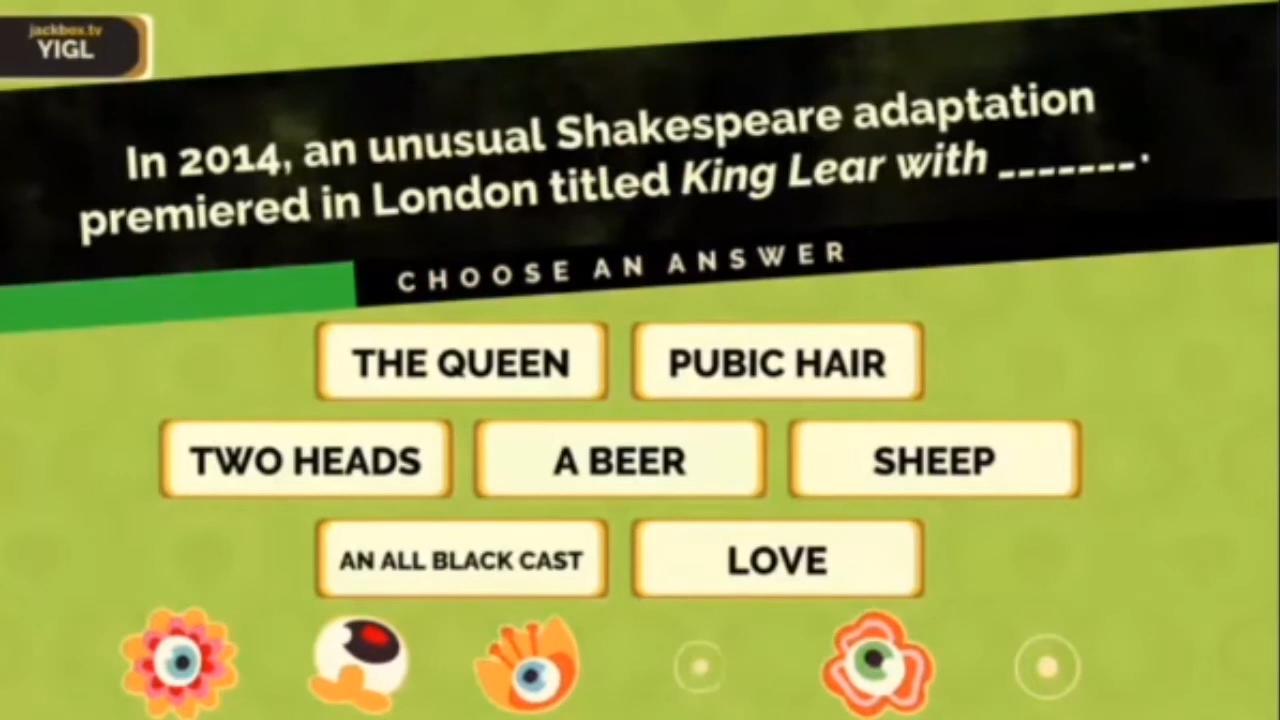 jackbox.tv
YIGL
In 2014, an unusual Shakespeare adaptation
premiered in London titled King Lear with _______.
CHOOSE AN ANSWER
THE QUEEN
PUBIC HAIR
TWO HEADS
A BEER
SHEEP
AN ALL BLACK CAST
LOVE